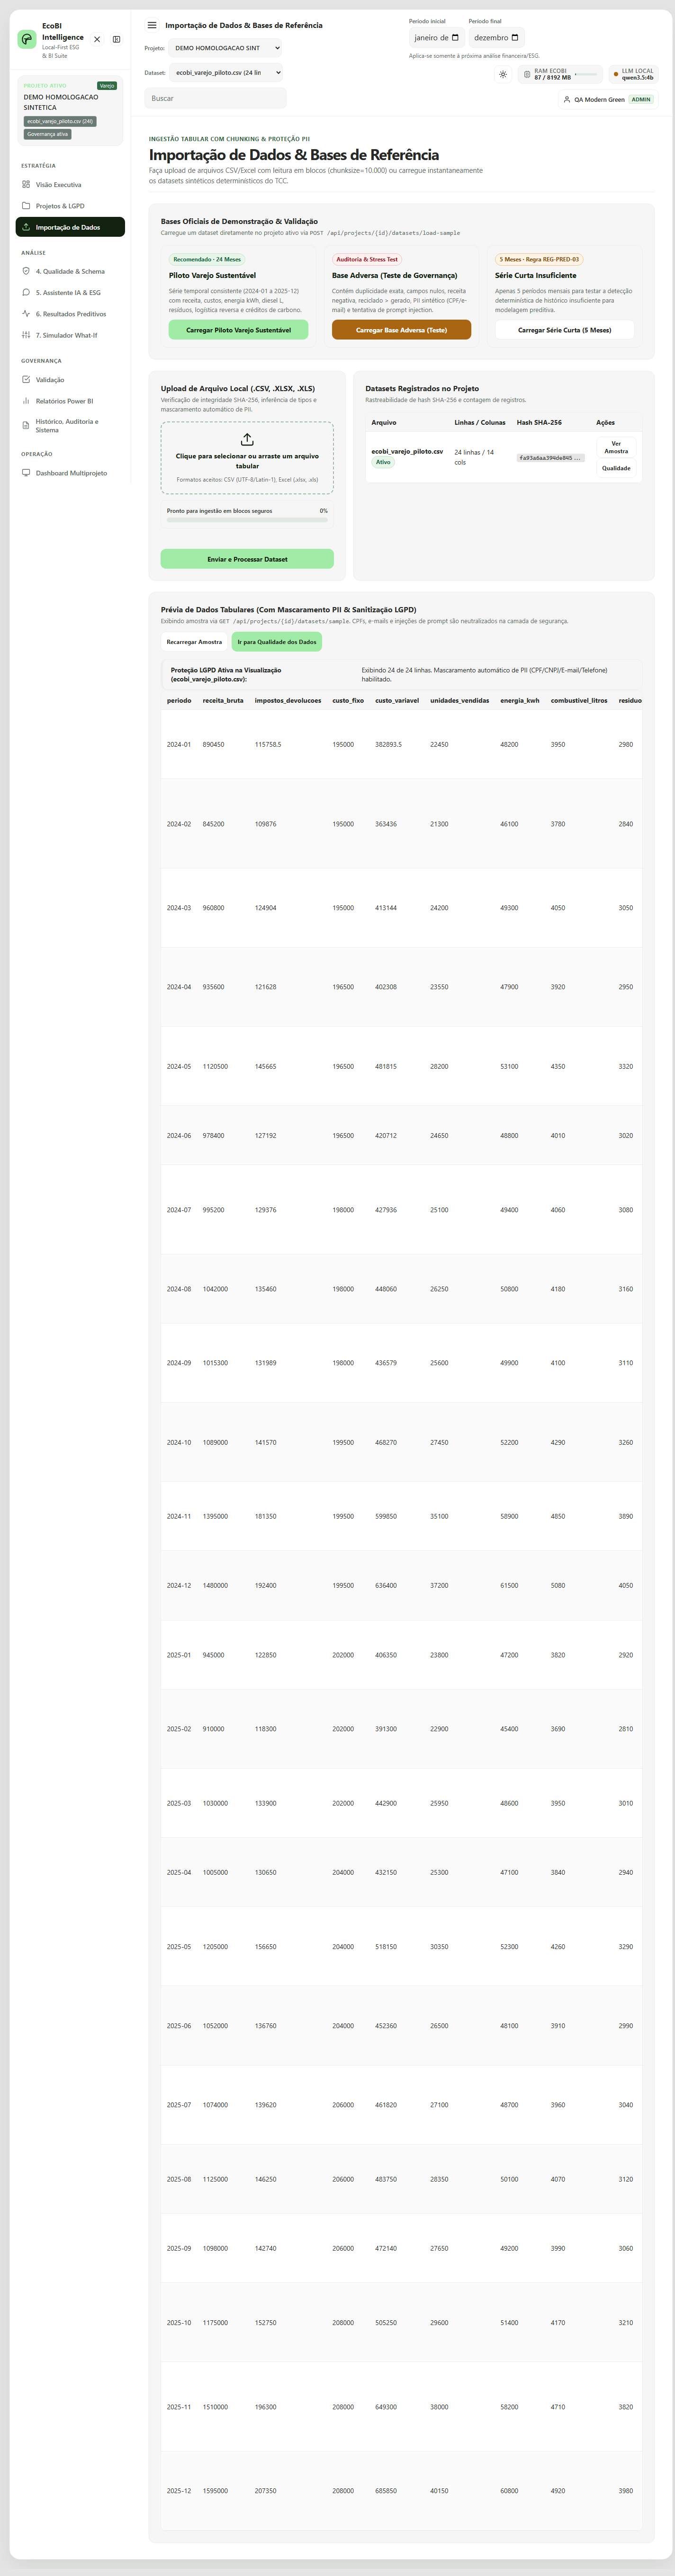 EcoBI
Intelligence
Local-First ESG
& BI Suite
PROJETO ATIVO
Varejo
DEMO HOMOLOGACAO
SINTETICA
ecobi_varejo_piloto.csv (24l)
Governança ativa
ESTRATÉGIA
Visão Executiva
Projetos & LGPD
Importação de Dados
ANÁLISE
4. Qualidade & Schema
5. Assistente IA & ESG
6. Resultados Preditivos
7. Simulador What-If
GOVERNANÇA
Validação
Relatórios Power BI
Histórico, Auditoria e
Sistema
OPERAÇÃO
Dashboard Multiprojeto
Importação de Dados & Bases de Referência
Projeto:
DEMO HOMOLOGACAO SINT
Dataset:
ecobi_varejo_piloto.csv (24 lin
Buscar
Período inicial
Período final
janeiro de
dezembro
Aplica-se somente à próxima análise financeira/ESG.
RAM ECOBI
87 / 8192 MB
LLM LOCAL
qwen3.5:4b
QA Modern Green
ADMIN
INGESTÃO TABULAR COM CHUNKING & PROTEÇÃO PII
Importação de Dados & Bases de Referência
Faça upload de arquivos CSV/Excel com leitura em blocos (chunksize=10.000) ou carregue instantaneamente
os datasets sintéticos determinísticos do TCC.
Bases Oficiais de Demonstração & Validação
Carregue um dataset diretamente no projeto ativo via POST /api/projects/{id}/datasets/load-sample
Recomendado · 24 Meses
Piloto Varejo Sustentável
Série temporal consistente (2024-01 a 2025-12)
com receita, custos, energia kWh, diesel L,
resíduos, logística reversa e créditos de carbono.
Carregar Piloto Varejo Sustentável
Auditoria & Stress Test
Base Adversa (Teste de Governança)
Contém duplicidade exata, campos nulos, receita
negativa, reciclado > gerado, PII sintético (CPF/e-
mail) e tentativa de prompt injection.
Carregar Base Adversa (Teste)
5 Meses · Regra REG-PRED-03
Série Curta Insuficiente
Apenas 5 períodos mensais para testar a detecção
determinística de histórico insuficiente para
modelagem preditiva.
Carregar Série Curta (5 Meses)
Upload de Arquivo Local (.CSV, .XLSX, .XLS)
Verificação de integridade SHA-256, inferência de tipos e
mascaramento automático de PII.
Clique para selecionar ou arraste um arquivo
tabular
Formatos aceitos: CSV (UTF-8/Latin-1), Excel (.xlsx, .xls)
Pronto para ingestão em blocos seguros
0%
Enviar e Processar Dataset
Datasets Registrados no Projeto
Rastreabilidade de hash SHA-256 e contagem de registros.
Arquivo Linhas / Colunas Hash SHA-256 Ações
ecobi_varejo_piloto.csv
Ativo
24 linhas / 14
cols
fa93a6aa394de845 ...
Ver
Amostra
Qualidade
Prévia de Dados Tabulares (Com Mascaramento PII & Sanitização LGPD)
Exibindo amostra via GET /api/projects/{id}/datasets/sample. CPFs, e-mails e injeções de prompt são neutralizados na camada de segurança.
Recarregar Amostra
Ir para Qualidade dos Dados
Proteção LGPD Ativa na Visualização
(ecobi_varejo_piloto.csv):
Exibindo 24 de 24 linhas. Mascaramento automático de PII (CPF/CNPJ/E-mail/Telefone)
habilitado.
periodo receita_bruta impostos_devolucoes custo_fixo custo_variavel unidades_vendidas energia_kwh combustivel_litros residuo
2024-01 890450 115758.5 195000 382893.5 22450 48200 3950 2980
2024-02 845200 109876 195000 363436 21300 46100 3780 2840
2024-03 960800 124904 195000 413144 24200 49300 4050 3050
2024-04 935600 121628 196500 402308 23550 47900 3920 2950
2024-05 1120500 145665 196500 481815 28200 53100 4350 3320
2024-06 978400 127192 196500 420712 24650 48800 4010 3020
2024-07 995200 129376 198000 427936 25100 49400 4060 3080
2024-08 1042000 135460 198000 448060 26250 50800 4180 3160
2024-09 1015300 131989 198000 436579 25600 49900 4100 3110
2024-10 1089000 141570 199500 468270 27450 52200 4290 3260
2024-11 1395000 181350 199500 599850 35100 58900 4850 3890
2024-12 1480000 192400 199500 636400 37200 61500 5080 4050
2025-01 945000 122850 202000 406350 23800 47200 3820 2920
2025-02 910000 118300 202000 391300 22900 45400 3690 2810
2025-03 1030000 133900 202000 442900 25950 48600 3950 3010
2025-04 1005000 130650 204000 432150 25300 47100 3840 2940
2025-05 1205000 156650 204000 518150 30350 52300 4260 3290
2025-06 1052000 136760 204000 452360 26500 48100 3910 2990
2025-07 1074000 139620 206000 461820 27100 48700 3960 3040
2025-08 1125000 146250 206000 483750 28350 50100 4070 3120
2025-09 1098000 142740 206000 472140 27650 49200 3990 3060
2025-10 1175000 152750 208000 505250 29600 51400 4170 3210
2025-11 1510000 196300 208000 649300 38000 58200 4710 3820
2025-12 1595000 207350 208000 685850 40150 60800 4920 3980